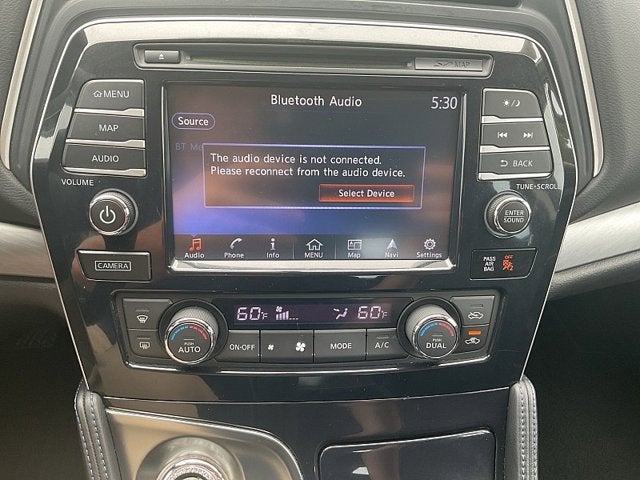 SD MAP
MENU
Bluetooth Audio
5:30
MAP
Source
AUDIO
BT
The audio device is not connected.
Please reconnect from the audio device.
BACK
VOLUME
Select Device
TUNE•SCROLL
ENTER
SOUND
Audio
Phone
Info
MENU
Map
Navi
Settings
CAMERA
PASS
AIR
BAG
OFF
60°F
60°F
PUSH
AUTO
ON•OFF
MODE
A/C
PUSH
DUAL